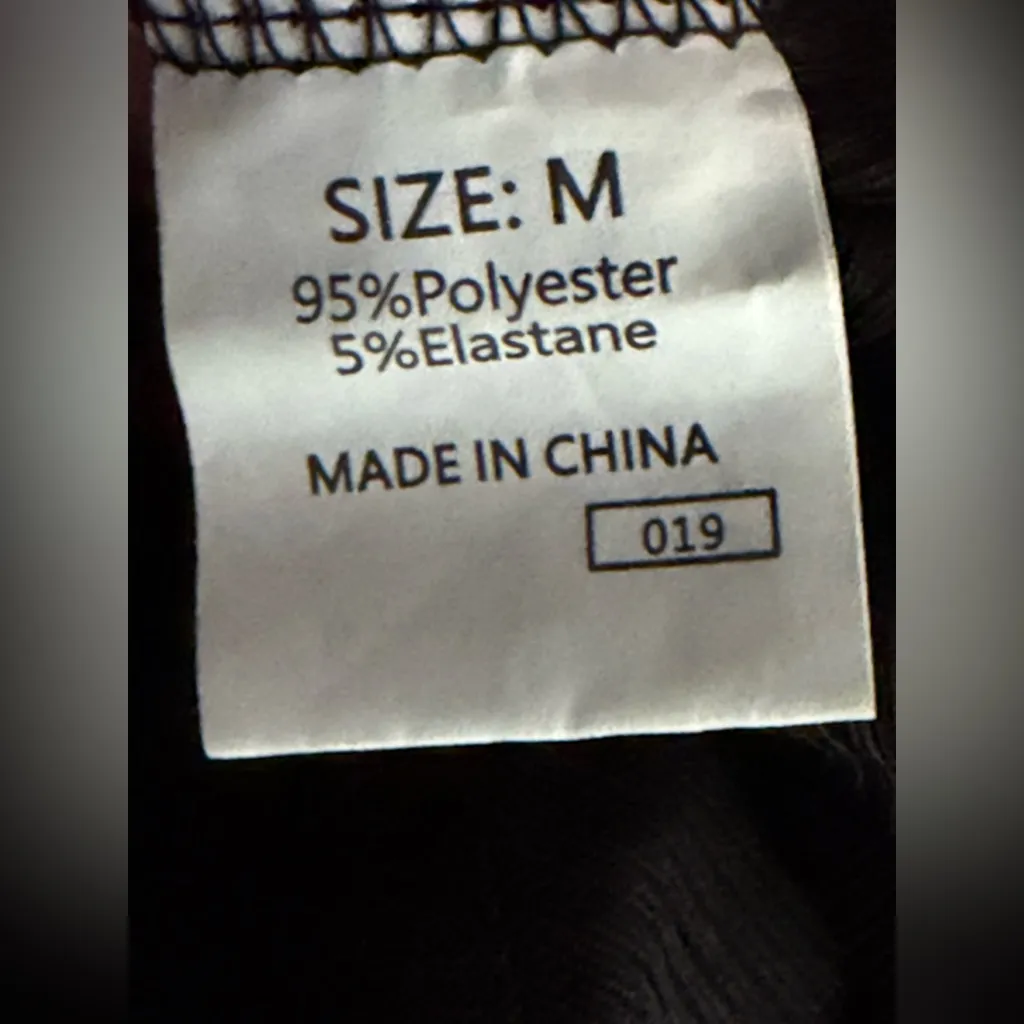 SIZE: M
95%Polyester
5%Elastane
MADE IN CHINA
019